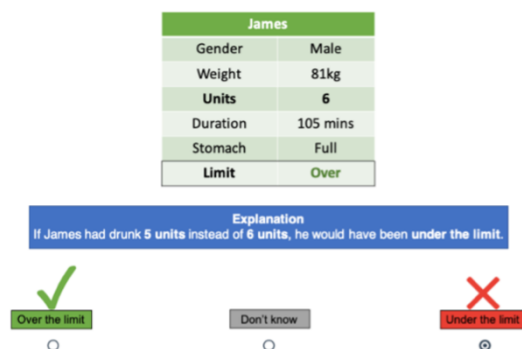 James
Gender Male
Weight 81kg
Units 6
Duration 105 mins
Stomach Full
Limit Over
Explanation
If James had drunk 5 units instead of 6 units, he would have been under the limit.
Over the limit Don't know Under the limit